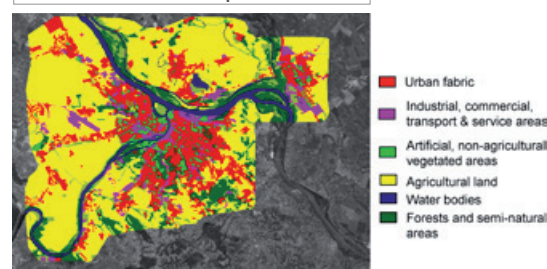 Urban fabric
Industrial, commercial,
transport & service areas
Artificial, non-agricultural
vegetated areas
Agricultural land
Water bodies
Forests and semi-natural
areas